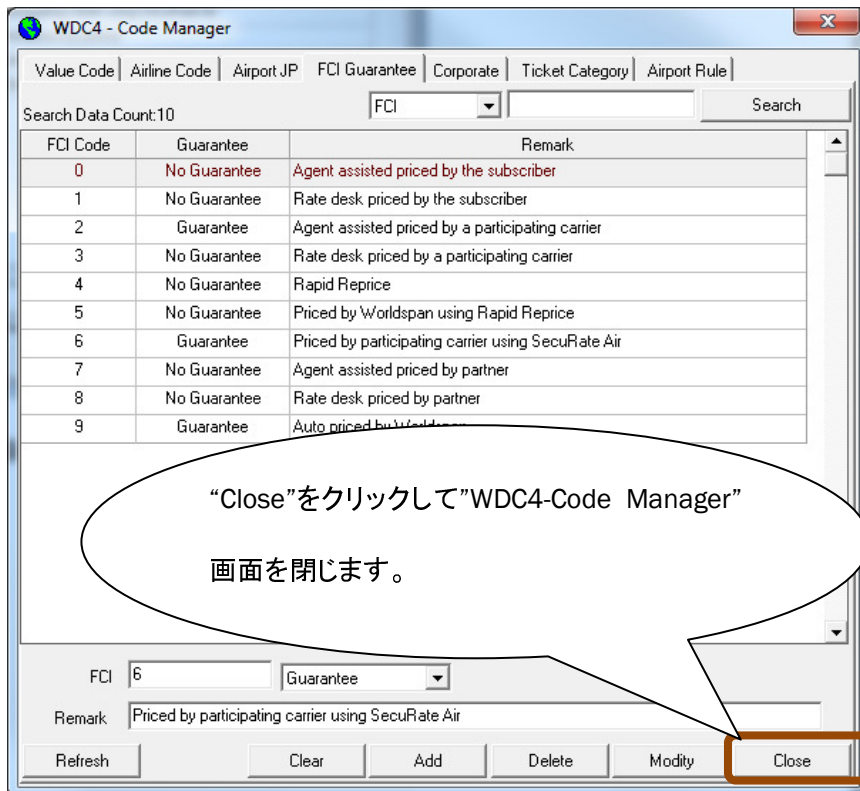 WDC4 - Code Manager
Value Code Airline Code Airport JP FCI Guarantee Corporate Ticket Category Airport Rule
Search Data Count:10 FCI Search
FCI Code Guarantee Remark
0 No Guarantee Agent assisted priced by the subscriber
1 No Guarantee Rate desk priced by the subscriber
2 Guarantee Agent assisted priced by a participating carrier
3 No Guarantee Rate desk priced by a participating carrier
4 No Guarantee Rapid Reprice
5 No Guarantee Priced by Worldspan using Rapid Reprice
6 Guarantee Priced by participating carrier using SecuRate Air
7 No Guarantee Agent assisted priced by partner
8 No Guarantee Rate desk priced by partner
9 Guarantee Auto priced by Worldspan
“Close”をクリックして”WDC4-Code Manager”
画面を閉じます。
FCI 6 Guarantee
Remark Priced by participating carrier using SecuRate Air
Refresh Clear Add Delete Modity Close